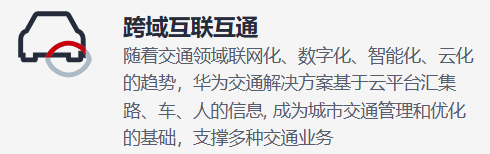 跨域互联互通
随着交通领域联网化、数字化、智能化、云化
的趋势，华为交通解决方案基于云平台汇集
路、车、人的信息, 成为城市交通管理和优化
的基础，支撑多种交通业务